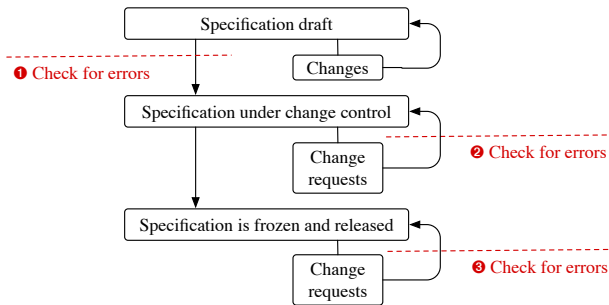 Specification draft
Changes
❶ Check for errors
Specification under change control
Change
requests
❷ Check for errors
Specification is frozen and released
Change
requests
❸ Check for errors